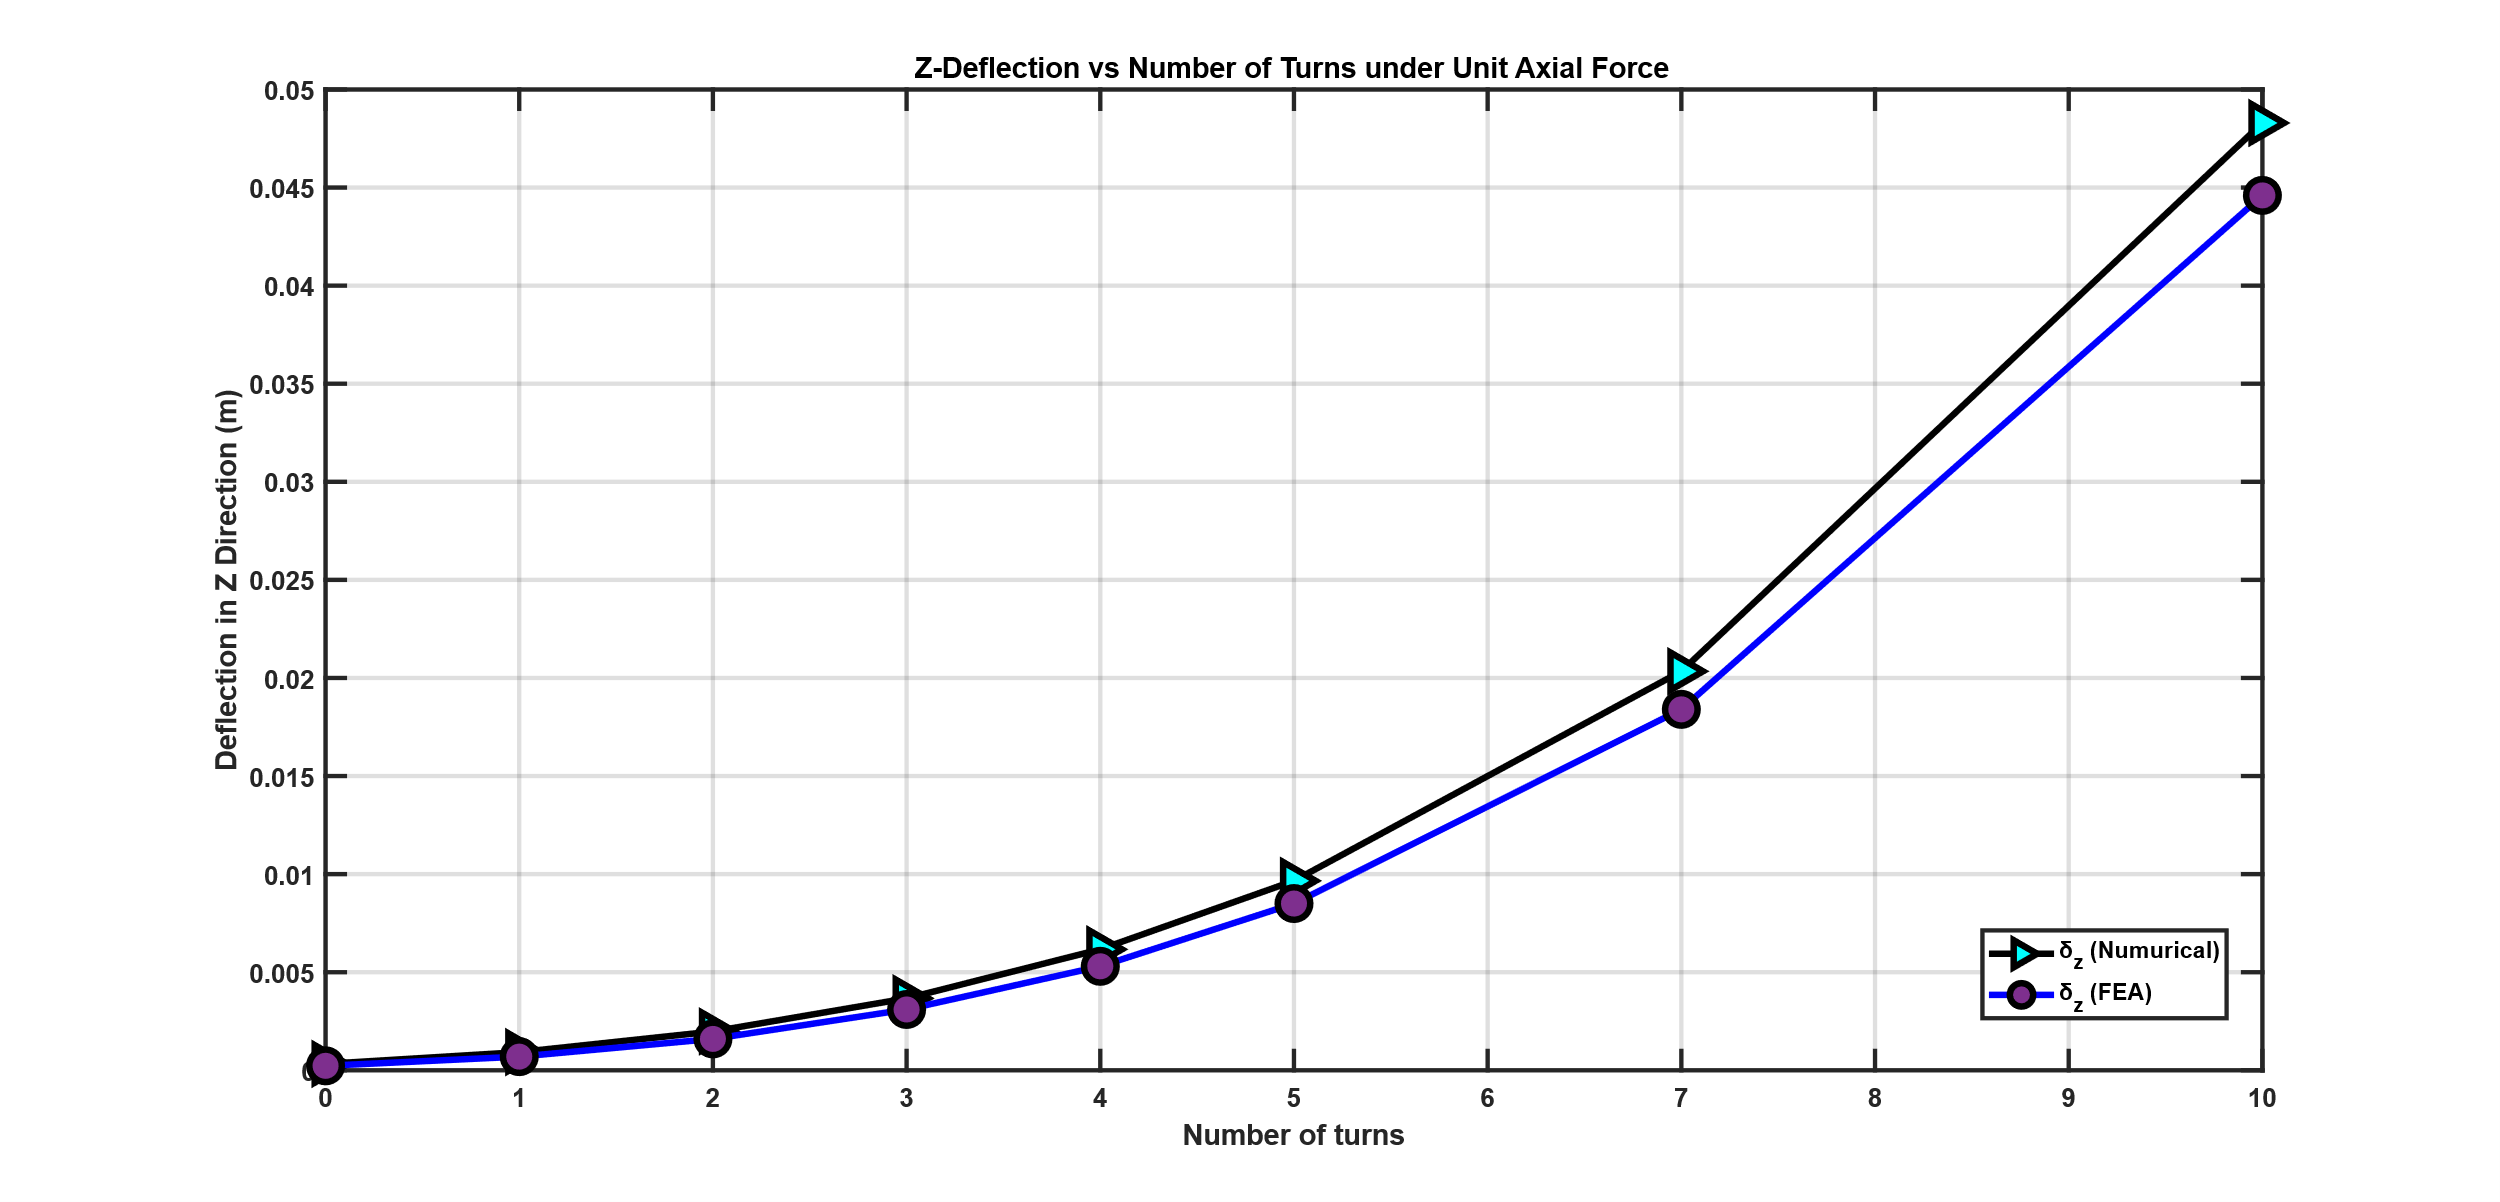 Z-Deflection vs Number of Turns under Unit Axial Force
0.05
0.045
0.04
0.035
0.03
0.025
0.02
0.015
0.01
0.005
0
Deflection in Z Direction (m)
δz (Numurical)
δz (FEA)
0 1 2 3 4 5 6 7 8 9 10
Number of turns